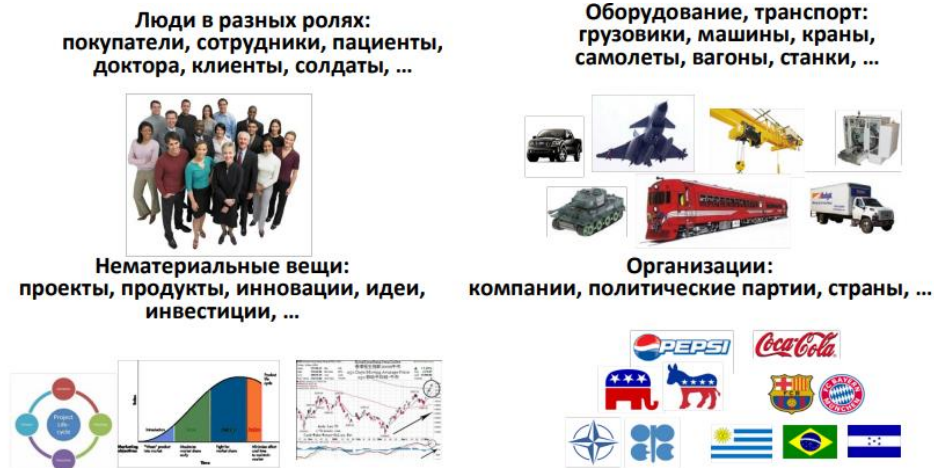 Люди в разных ролях:
покупатели, сотрудники, пациенты,
доктора, клиенты, солдаты, ...
Оборудование, транспорт:
грузовики, машины, краны,
самолеты, вагоны, станки, ...
Нематериальные вещи:
проекты, продукты, инновации, идеи,
инвестиции, ...
Project
Life-
cycle
Time
Организации:
компании, политические партии, страны, ...
PEPSI
Coca-Cola